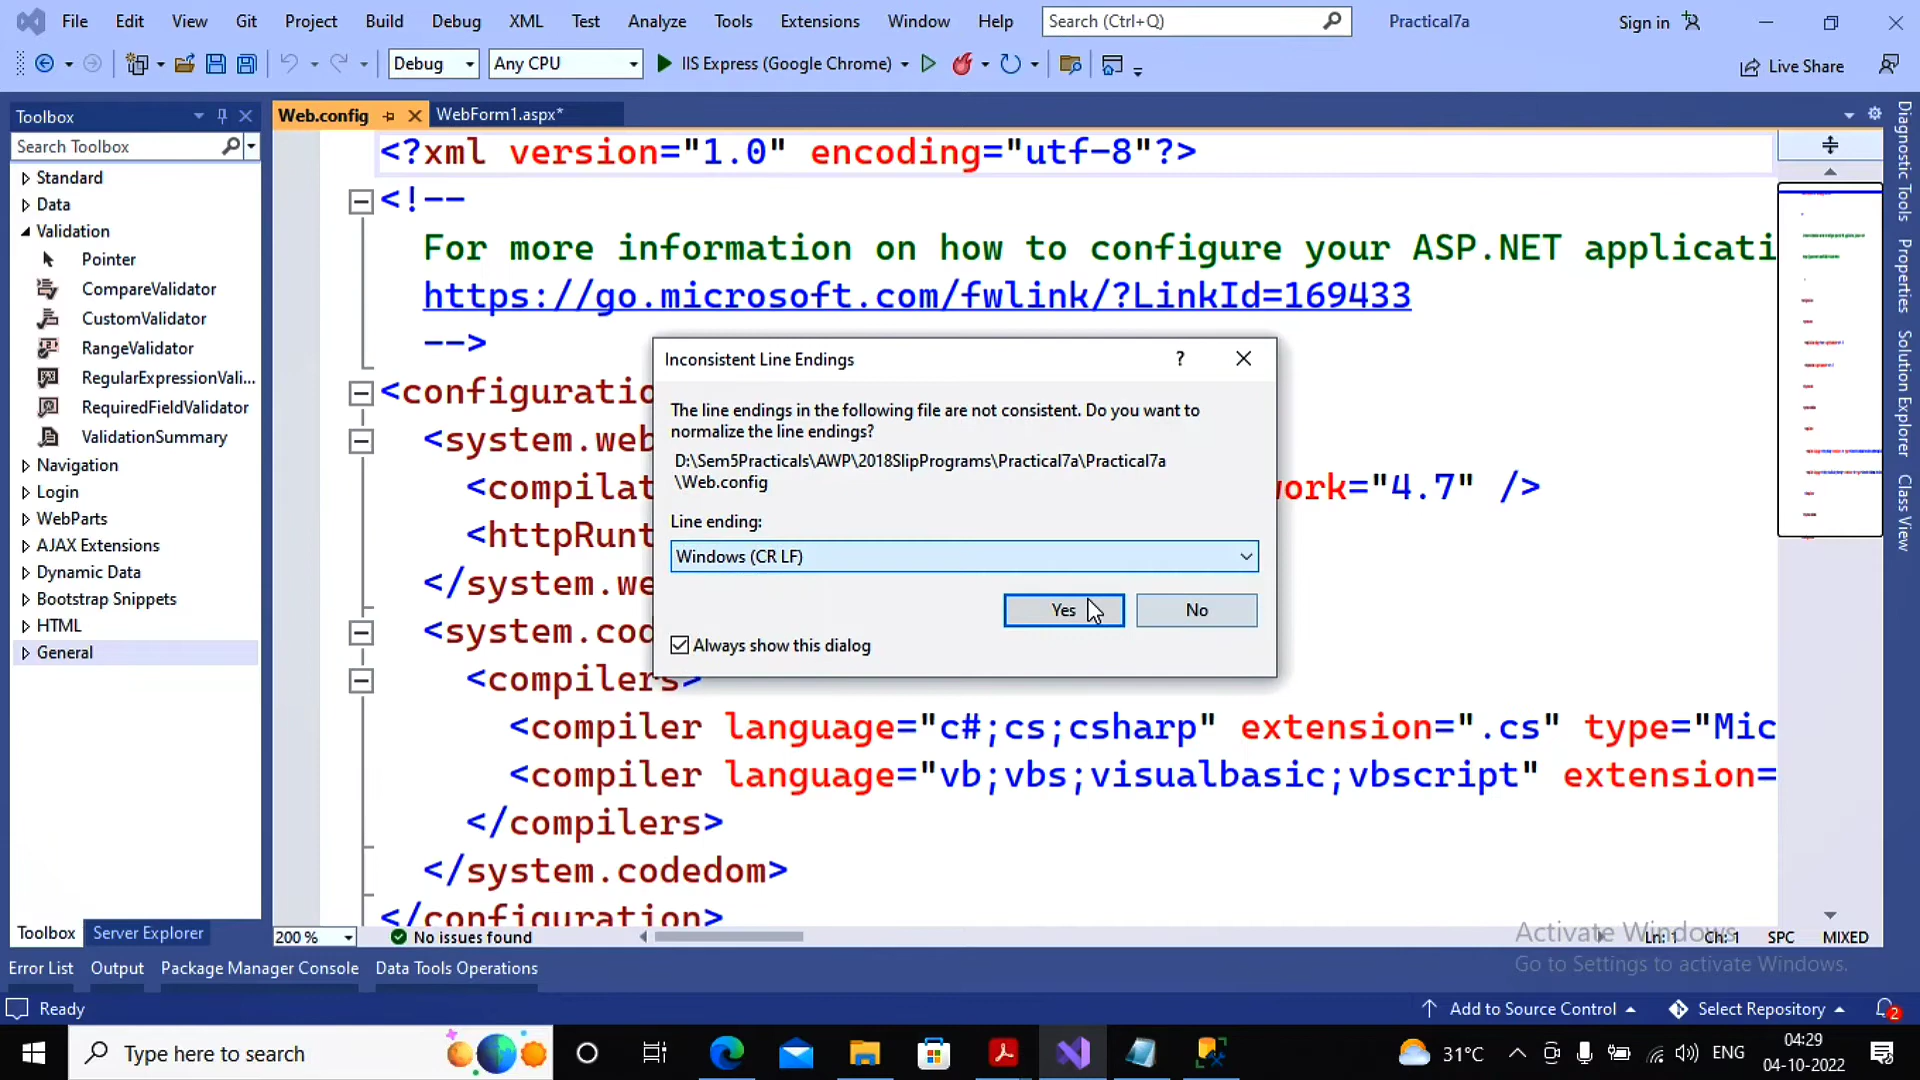 File Edit View Git Project Build Debug XML Test Analyze Tools Extensions Window Help Search (Ctrl+Q) Practical7a Sign in
Debug Any CPU IIS Express (Google Chrome) Live Share
Toolbox
Search Toolbox
Standard
Data
Validation
Pointer
CompareValidator
CustomValidator
RangeValidator
RegularExpressionVali...
RequiredFieldValidator
ValidationSummary
Navigation
Login
WebParts
AJAX Extensions
Dynamic Data
Bootstrap Snippets
HTML
General
Toolbox Server Explorer
Web.config WebForm1.aspx*
<?xml version="1.0" encoding="utf-8"?>
<!--
For more information on how to configure your ASP.NET applicati
https://go.microsoft.com/fwlink/?LinkId=169433
-->
<configuratio
<system.web
<compilat work="4.7" />
<httpRunt
</system.we
<system.cod
<compilers>
<compiler language="c#;cs;csharp" extension=".cs" type="Mic
<compiler language="vb;vbs;visualbasic;vbscript" extension=
</compilers>
</system.codedom>
</configuration>
Inconsistent Line Endings ?
The line endings in the following file are not consistent. Do you want to
normalize the line endings?
D:\Sem5Practicals\AWP\2018SlipPrograms\Practical7a\Practical7a
\Web.config
Line ending:
Windows (CR LF)
Yes No
Always show this dialog
Diagnostic Tools
Properties
Solution Explorer
Class View
200 % No issues found Ln: 1 Ch: 1 SPC MIXED
Activate Windows
Go to Settings to activate Windows.
Error List Output Package Manager Console Data Tools Operations
Ready Add to Source Control Select Repository 2
Type here to search 31°C ENG 04:29
04-10-2022